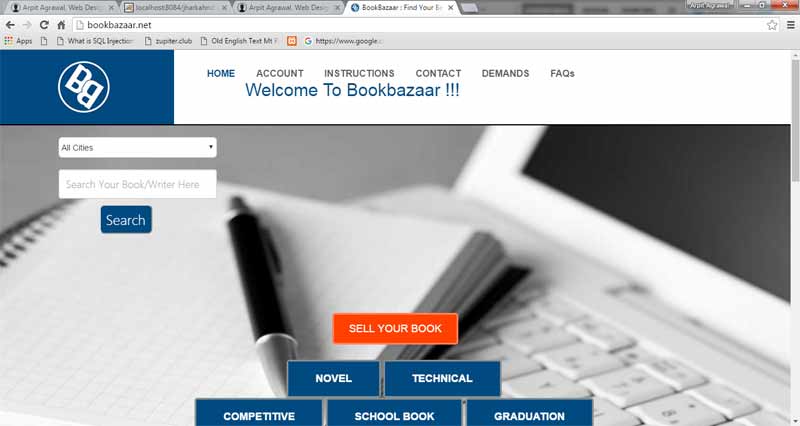 Arpit Agrawal, Web Desig
localhost:8084/jharkahnd
Arpit Agrawal, Web Desig
BookBazaar : Find Your Be
Arpit Agrawal
bookbazaar.net
Apps What is SQL Injection zupiter.club Old English Text Mt F https://www.google.c
BB
HOME ACCOUNT INSTRUCTIONS CONTACT DEMANDS FAQs
Welcome To Bookbazaar !!!
All Cities
Search Your Book/Writer Here
Search
SELL YOUR BOOK
NOVEL TECHNICAL
COMPETITIVE SCHOOL BOOK GRADUATION